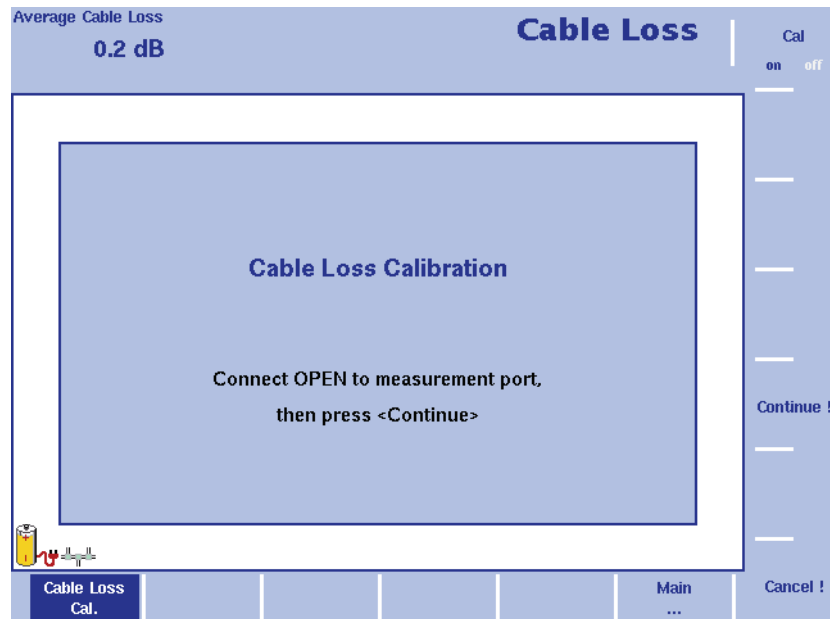 Average Cable Loss
0.2 dB
Cable Loss
Cal
on off
Cable Loss Calibration
Connect OPEN to measurement port,
then press <Continue>
Continue !
Cable Loss
Cal.
Main
...
Cancel !